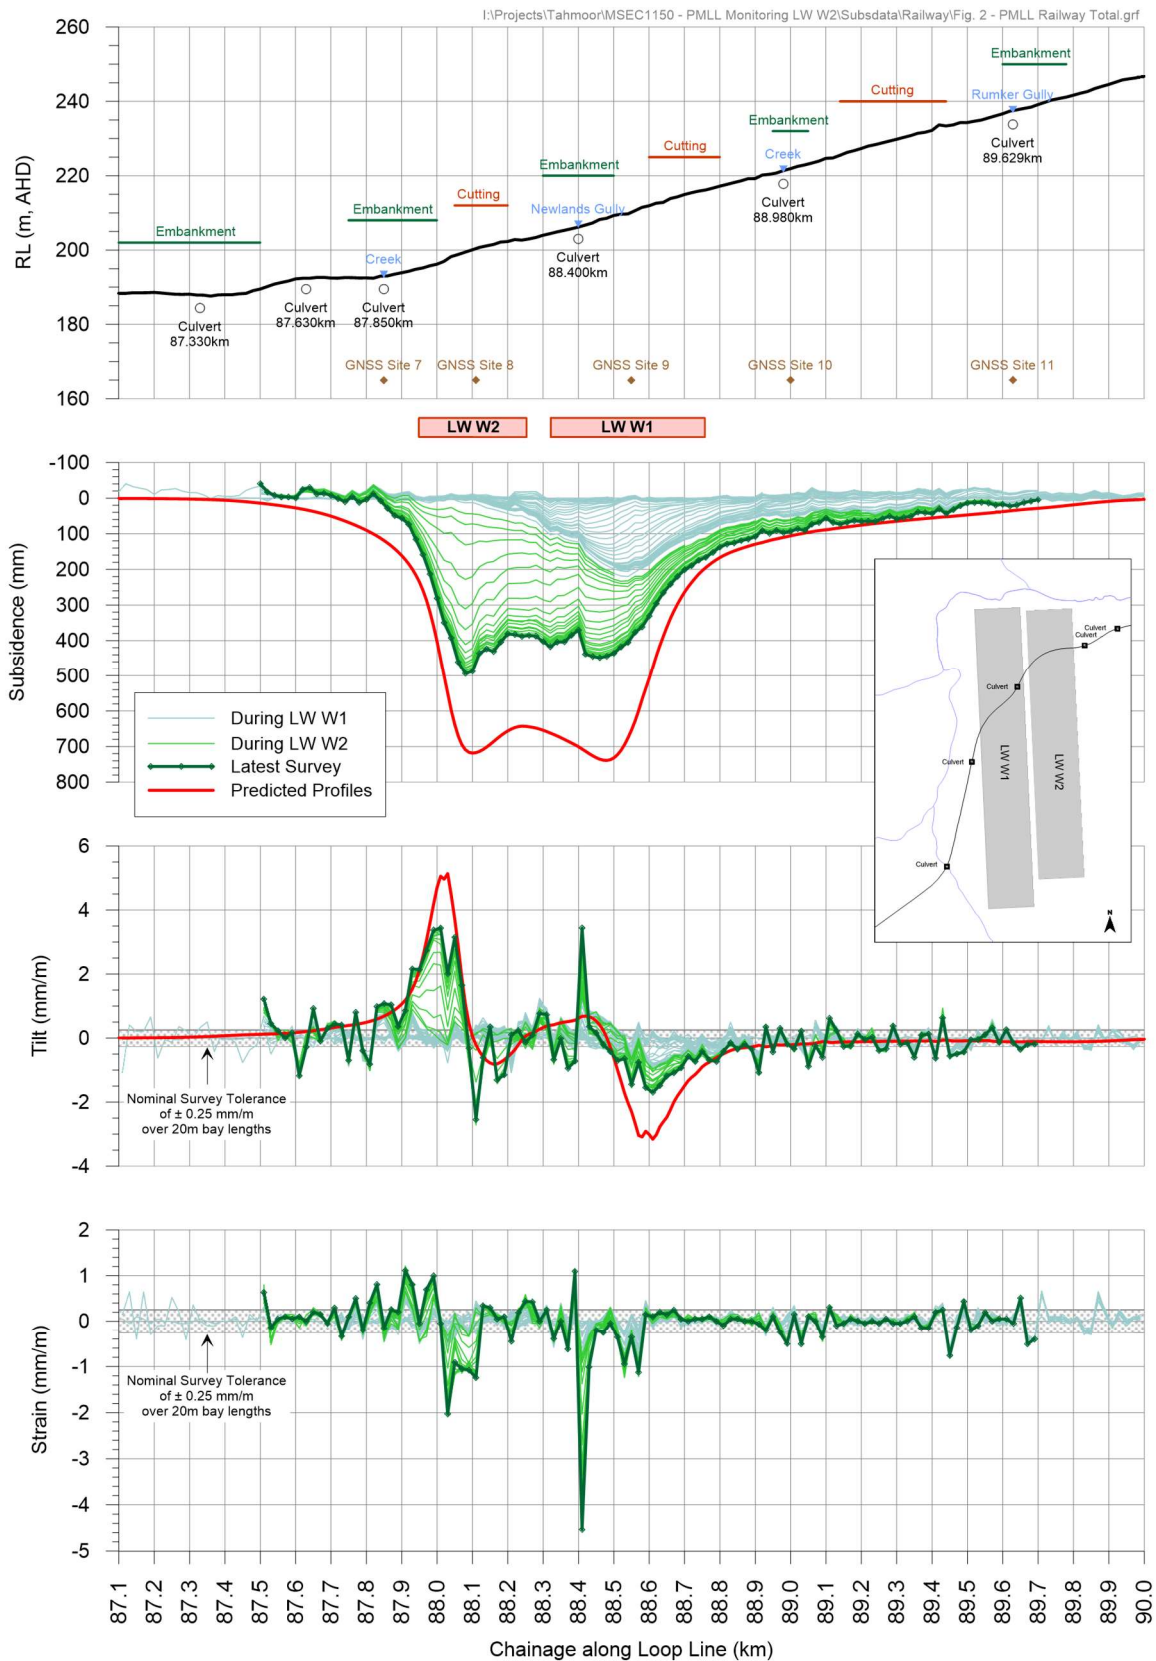 I:\Projects\Tahmoor\MSEC1150 - PMLL Monitoring LW W2\Subsdata\Railway\Fig. 2 - PMLL Railway Total.grf
260
240
220
200
180
160
RL (m, AHD)
Embankment
Cutting
Rumker Gully
Embankment
Culvert
89.629km
Cutting
Creek
Embankment
Culvert
88.980km
Cutting
Newlands Gully
Embankment
Culvert
88.400km
Embankment
Creek
Embankment
Culvert
87.330km
Culvert
87.630km
Culvert
87.850km
GNSS Site 7
GNSS Site 8
GNSS Site 9
GNSS Site 10
GNSS Site 11
LW W2
LW W1
-100
0
100
200
300
400
500
600
700
800
Subsidence (mm)
During LW W1
During LW W2
Latest Survey
Predicted Profiles
Culvert
Culvert
Culvert
Culvert
Culvert
LW W1
LW W2
N
6
4
2
0
-2
-4
Tilt (mm/m)
Nominal Survey Tolerance
of ± 0.25 mm/m
over 20m bay lengths
2
1
0
-1
-2
-3
-4
-5
Strain (mm/m)
Nominal Survey Tolerance
of ± 0.25 mm/m
over 20m bay lengths
87.1
87.2
87.3
87.4
87.5
87.6
87.7
87.8
87.9
88.0
88.1
88.2
88.3
88.4
88.5
88.6
88.7
88.8
88.9
89.0
89.1
89.2
89.3
89.4
89.5
89.6
89.7
89.8
89.9
90.0
Chainage along Loop Line (km)